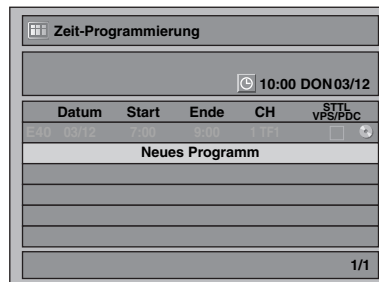 Zeit-Programmierung
10:00 DON 03/12
Datum Start Ende CH STTL VPS/PDC
E40 03/12 7:00 9:00 1 TF1
Neues Programm
1/1